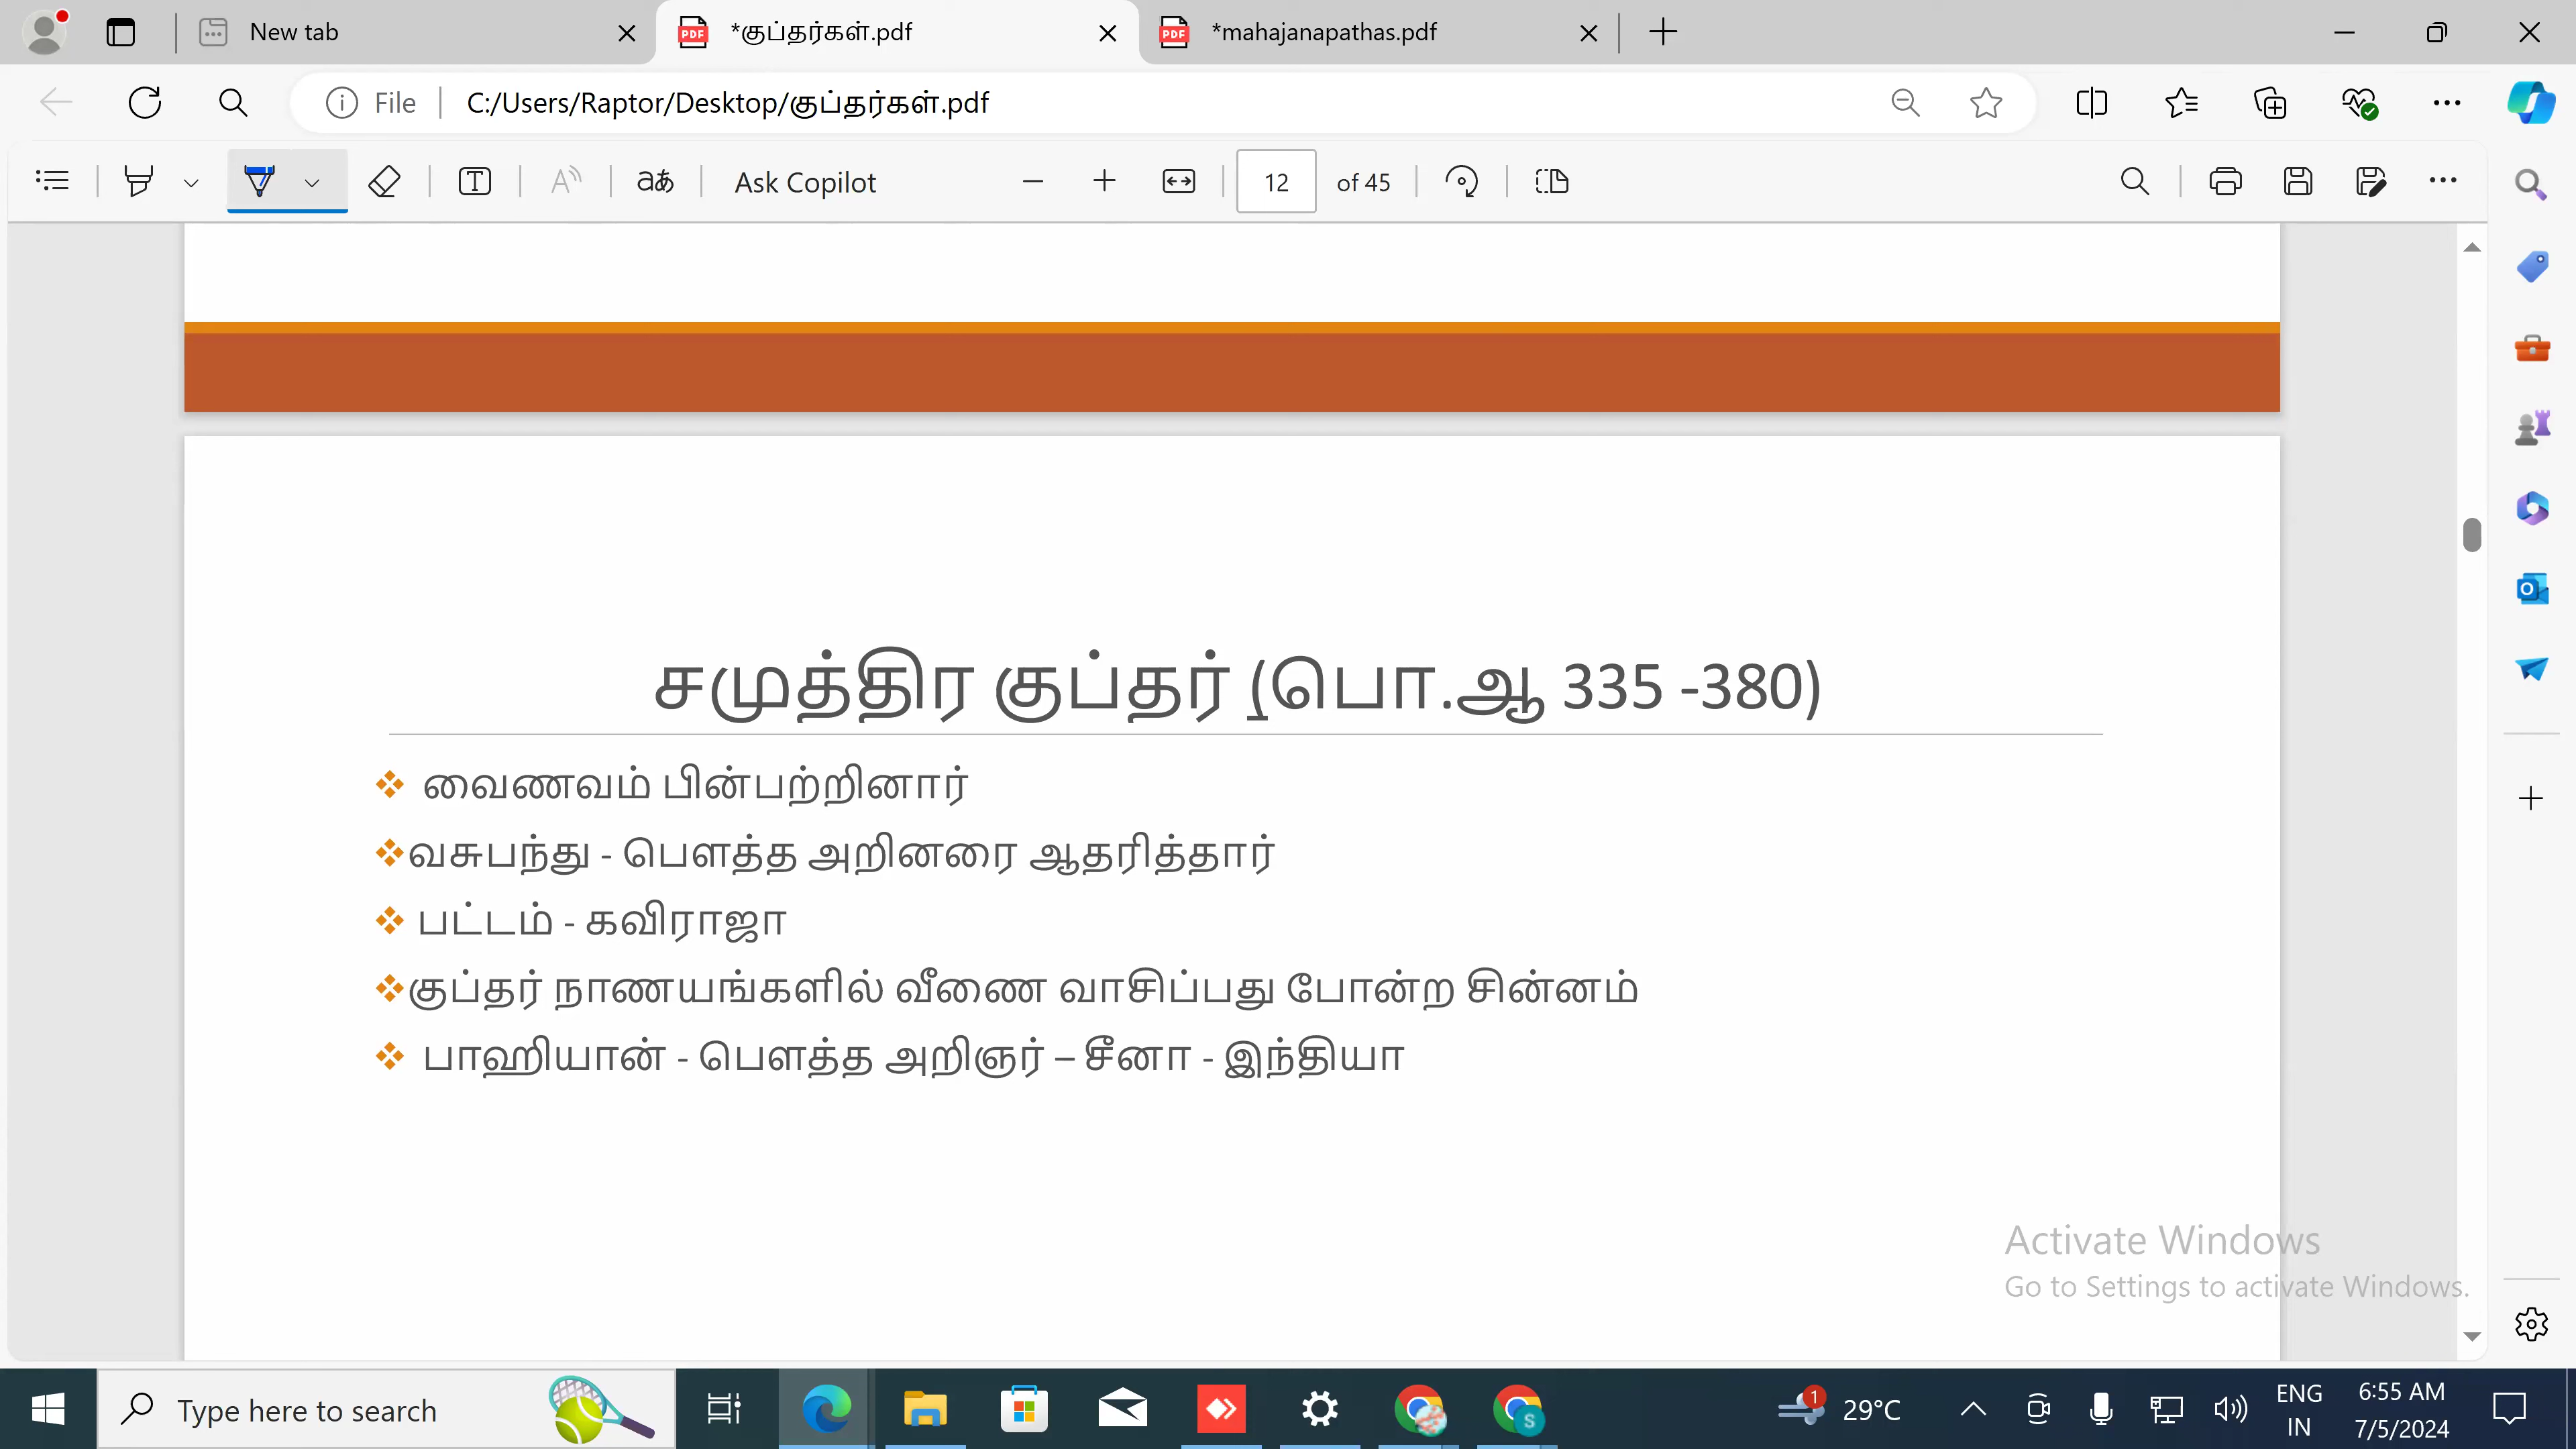 New tab
*குப்தர்கள்.pdf
*mahajanapathas.pdf
File
C:/Users/Raptor/Desktop/குப்தர்கள்.pdf
aあ
Ask Copilot
12
of 45
சமுத்திர குப்தர் (பொ.ஆ 335 -380)
வைணவம் பின்பற்றினார்
வசுபந்து - பௌத்த அறினரை ஆதரித்தார்
பட்டம் - கவிராஜா
குப்தர் நாணயங்களில் வீணை வாசிப்பது போன்ற சின்னம்
பாஹியான் - பௌத்த அறிஞர் – சீனா - இந்தியா
Activate Windows
Go to Settings to activate Windows.
Type here to search
1
29°C
ENG
IN
6:55 AM
7/5/2024